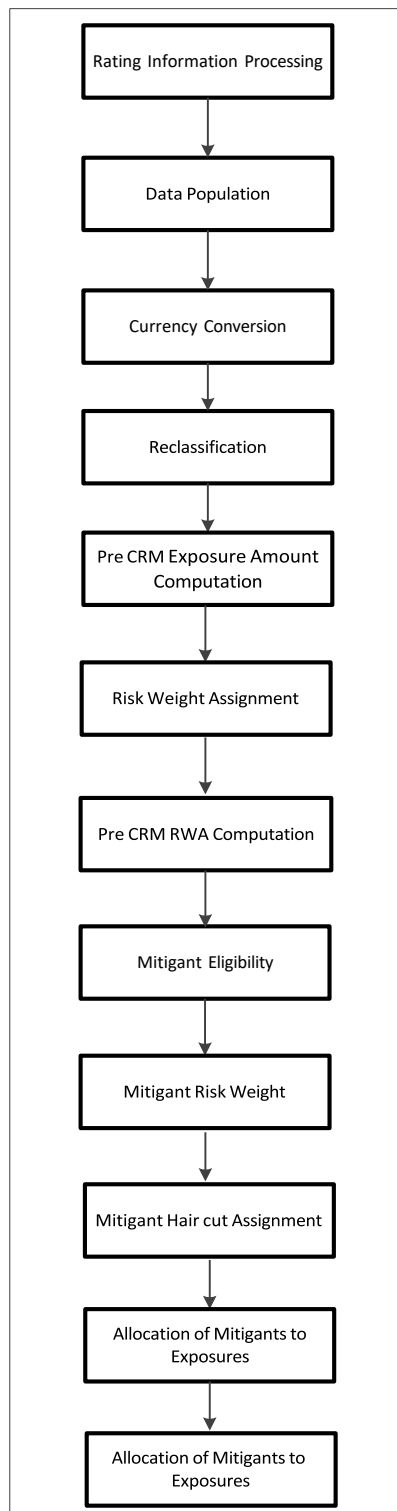 Rating Information Processing
Data Population
Currency Conversion
Reclassification
Pre CRM Exposure Amount
Computation
Risk Weight Assignment
Pre CRM RWA Computation
Mitigant Eligibility
Mitigant Risk Weight
Mitigant Hair cut Assignment
Allocation of Mitigants to
Exposures
Allocation of Mitigants to
Exposures